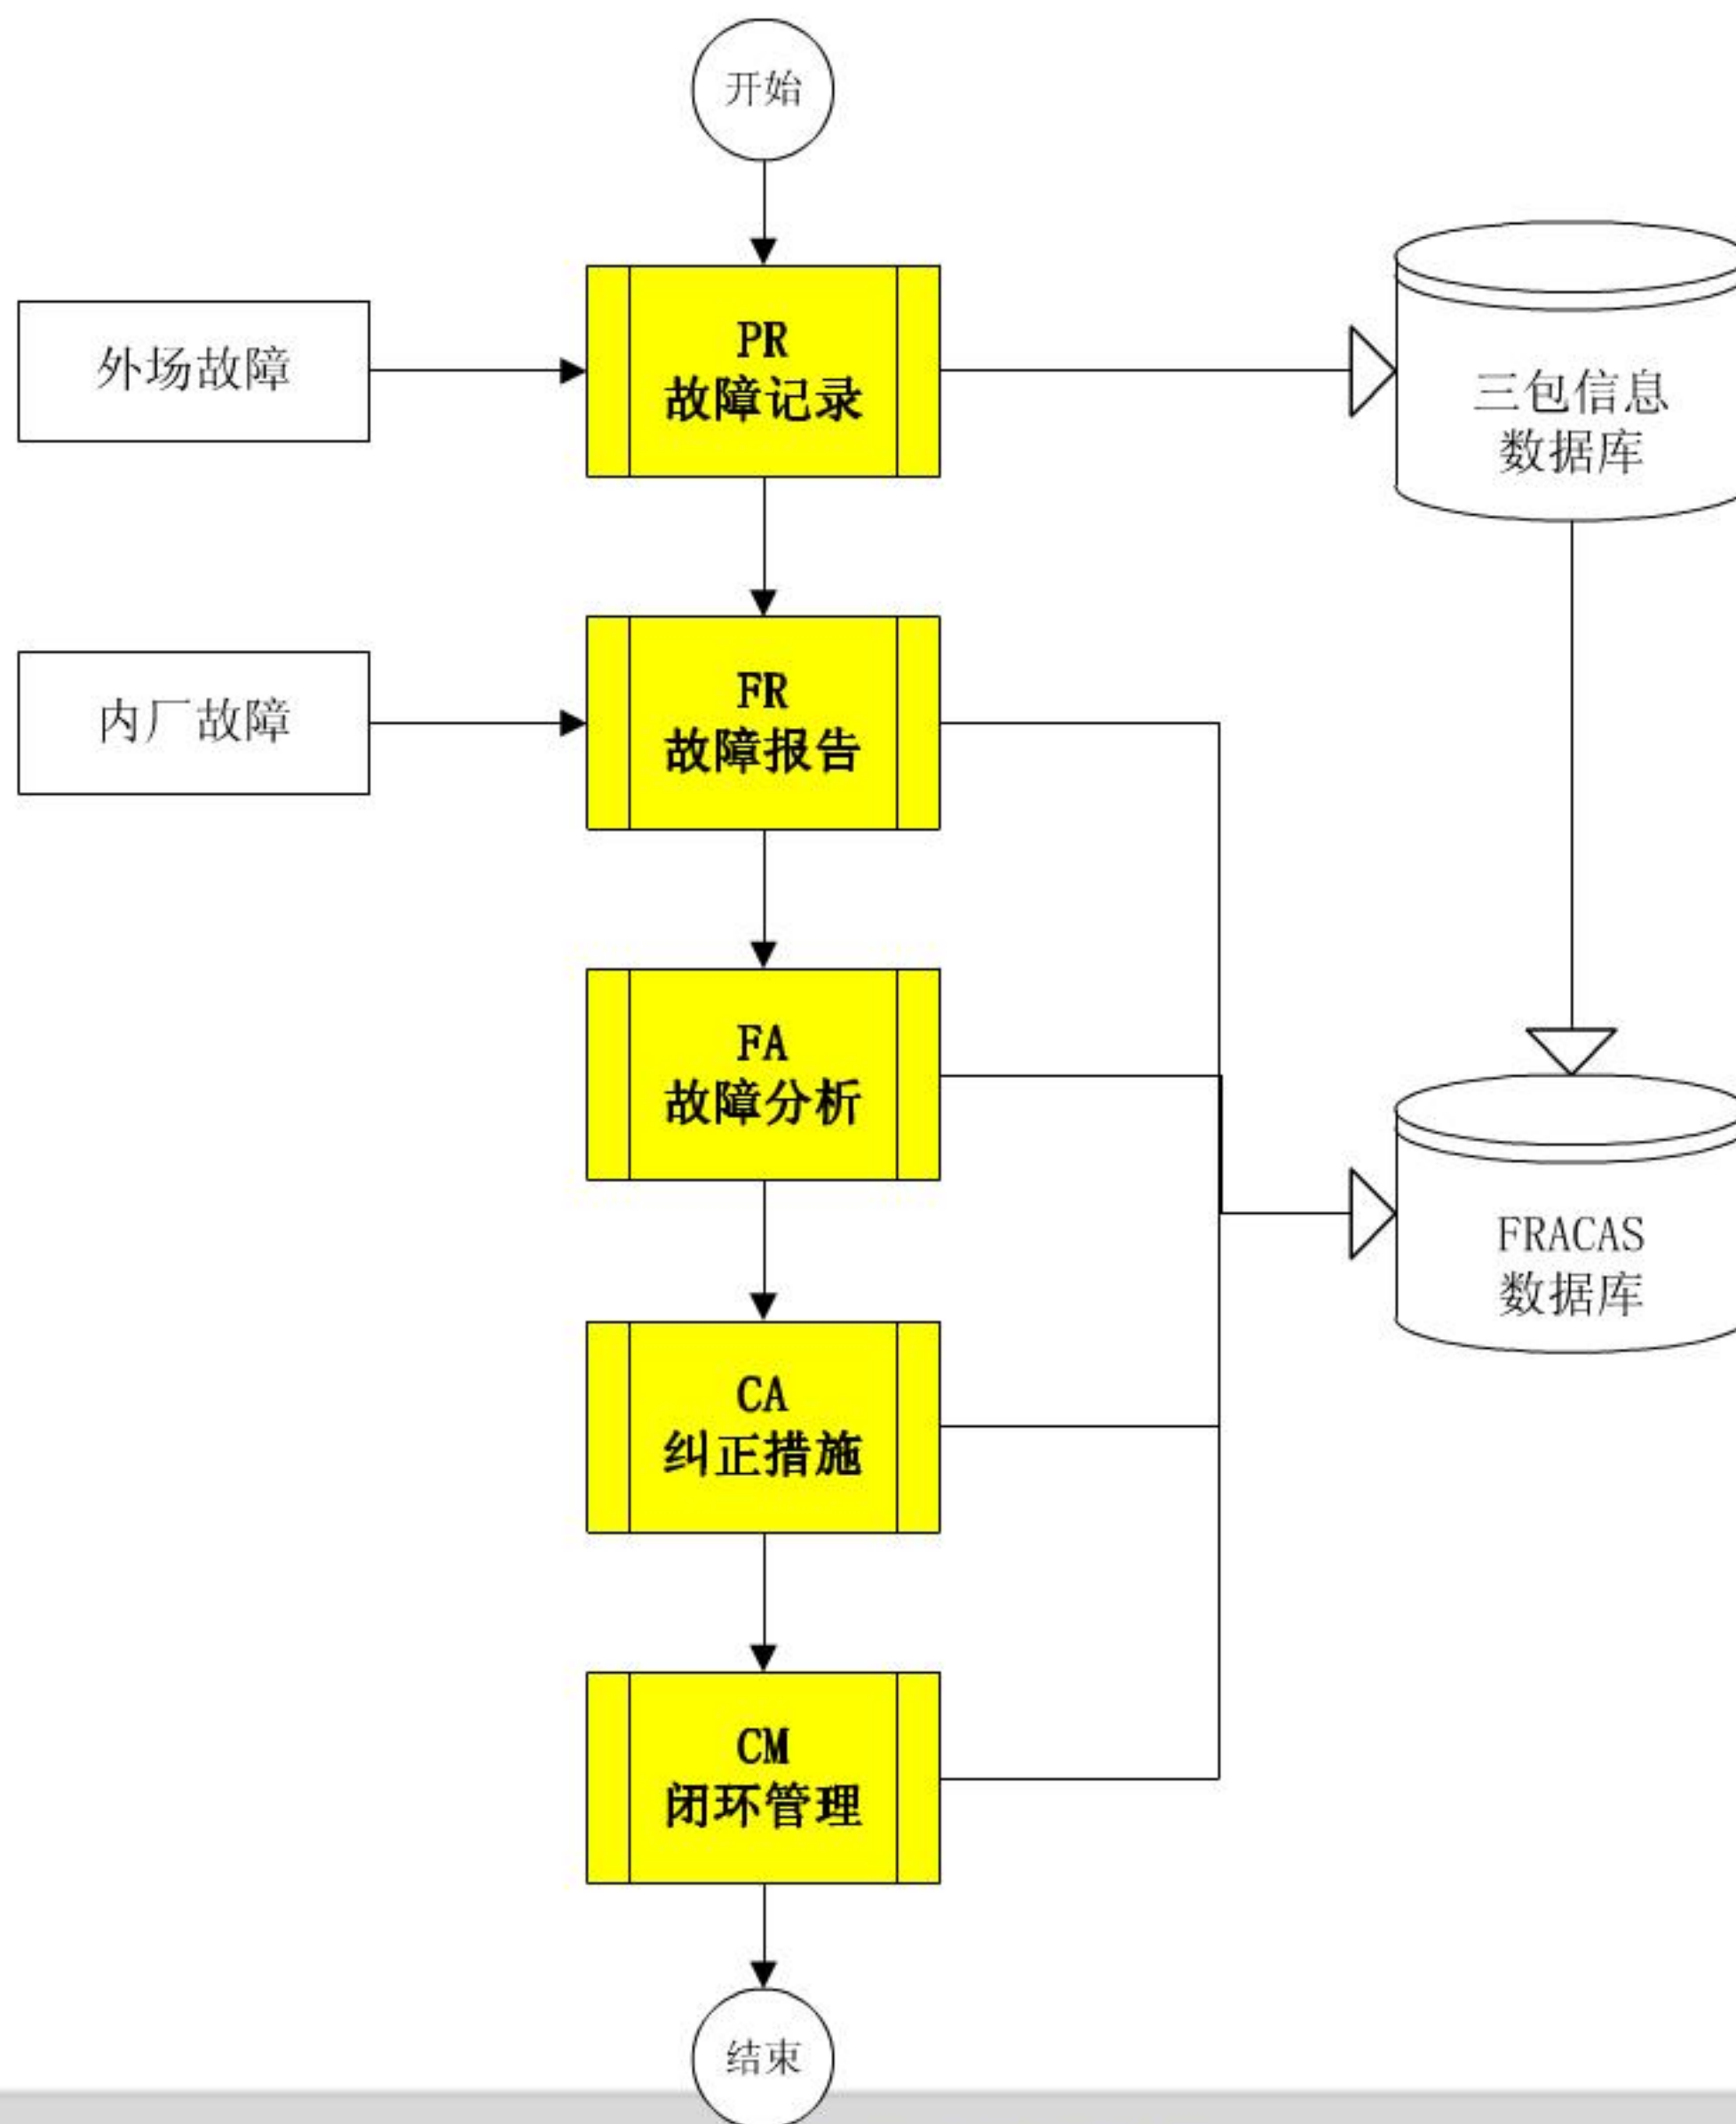 开始
外场故障
PR
故障记录
三包信息
数据库
内厂故障
FR
故障报告
FA
故障分析
FRACAS
数据库
CA
纠正措施
CM
闭环管理
结束